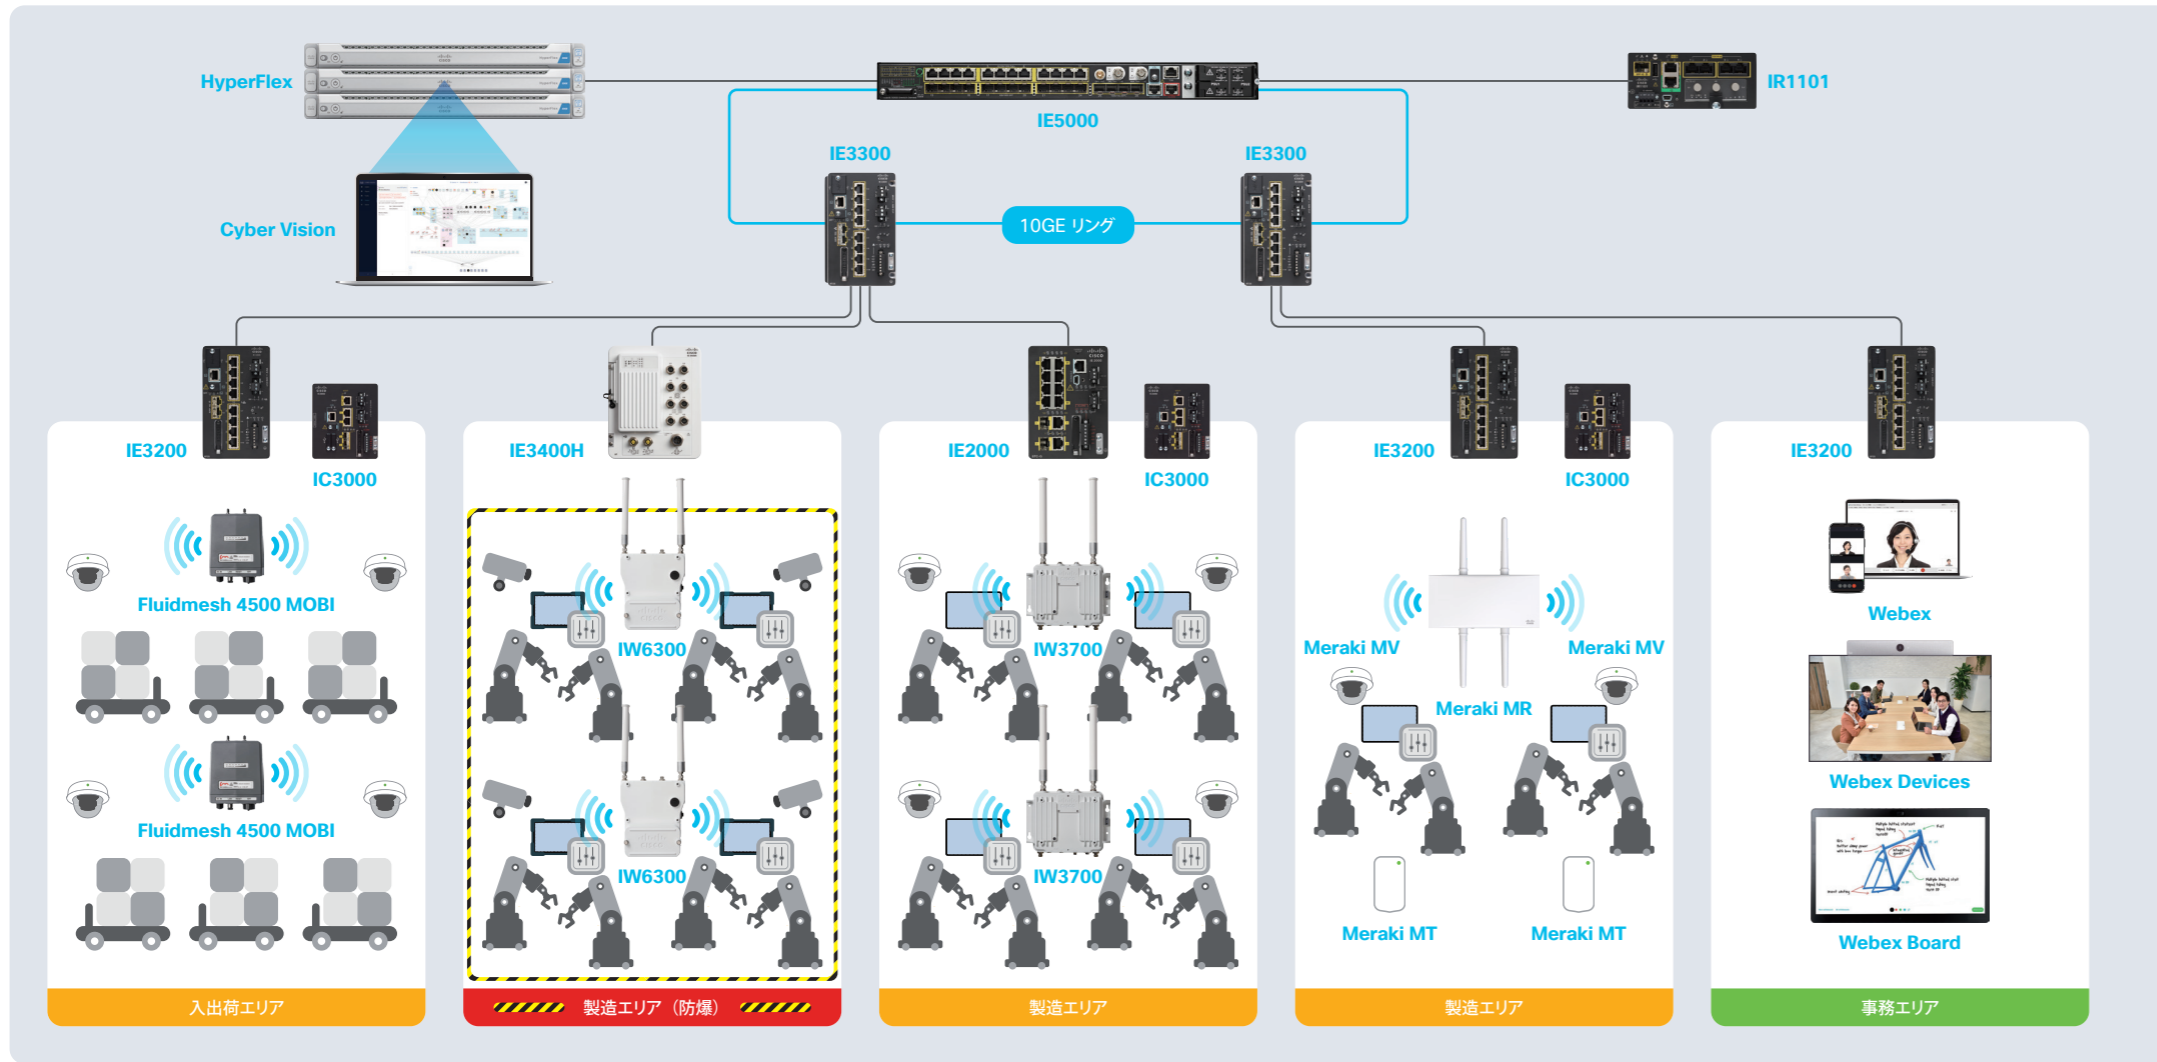 HyperFlex
IE5000
IR1101
IE3300
IE3300
Cyber Vision
10GE リング
IE3200
IC3000
IE3400H
IE2000
IC3000
IE3200
IC3000
IE3200
Fluidmesh 4500 MOBI
Fluidmesh 4500 MOBI
入出荷エリア
IW6300
IW6300
製造エリア（防爆）
IW3700
IW3700
製造エリア
Meraki MV
Meraki MV
Meraki MR
Meraki MT
Meraki MT
製造エリア
Webex
Webex Devices
Webex Board
事務エリア